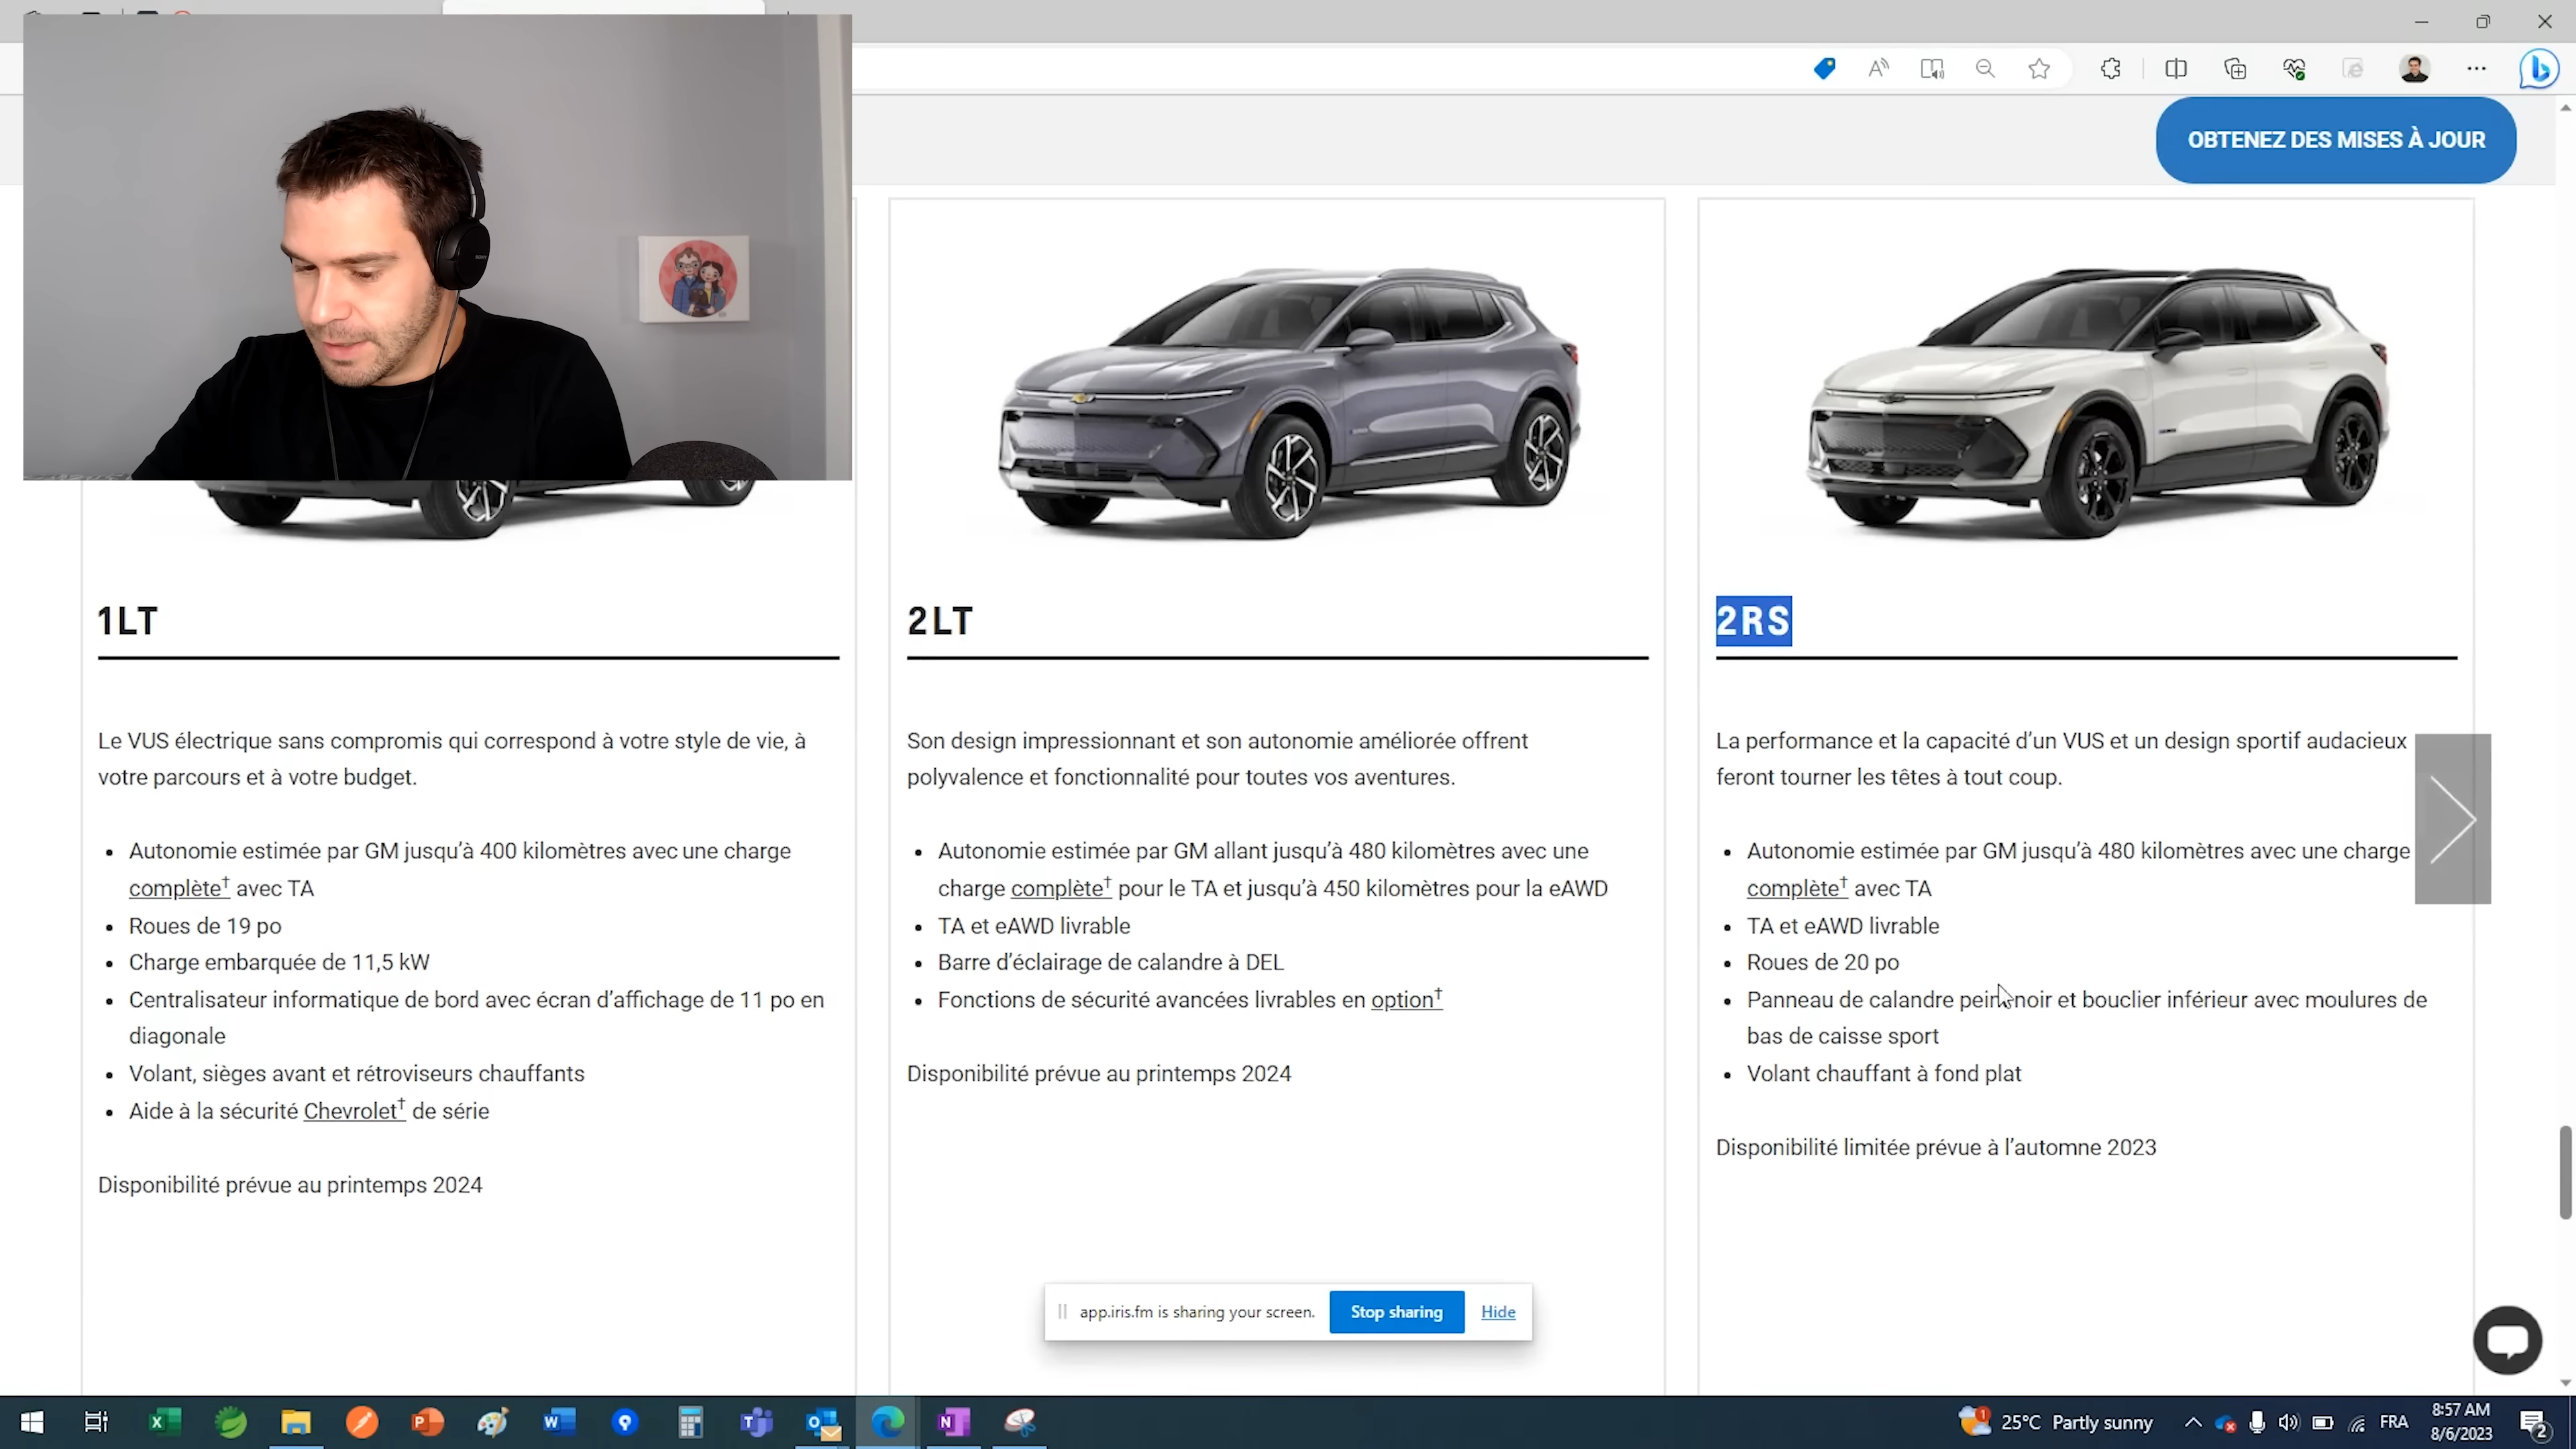 OBTENEZ DES MISES À JOUR
1LT
Le VUS électrique sans compromis qui correspond à votre style de vie, à
votre parcours et à votre budget.
• Autonomie estimée par GM jusqu'à 400 kilomètres avec une charge
complète† avec TA
• Roues de 19 po
• Charge embarquée de 11,5 kW
• Centralisateur informatique de bord avec écran d'affichage de 11 po en
diagonale
• Volant, sièges avant et rétroviseurs chauffants
• Aide à la sécurité Chevrolet† de série
Disponibilité prévue au printemps 2024
2LT
Son design impressionnant et son autonomie améliorée offrent
polyvalence et fonctionnalité pour toutes vos aventures.
• Autonomie estimée par GM allant jusqu'à 480 kilomètres avec une
charge complète† pour le TA et jusqu'à 450 kilomètres pour la eAWD
• TA et eAWD livrable
• Barre d'éclairage de calandre à DEL
• Fonctions de sécurité avancées livrables en option†
Disponibilité prévue au printemps 2024
2RS
La performance et la capacité d'un VUS et un design sportif audacieux
feront tourner les têtes à tout coup.
• Autonomie estimée par GM jusqu'à 480 kilomètres avec une charge
complète† avec TA
• TA et eAWD livrable
• Roues de 20 po
• Panneau de calandre peint noir et bouclier inférieur avec moulures de
bas de caisse sport
• Volant chauffant à fond plat
Disponibilité limitée prévue à l'automne 2023
app.iris.fm is sharing your screen. Stop sharing Hide
25°C Partly sunny
FRA
8:57 AM
8/6/2023
2